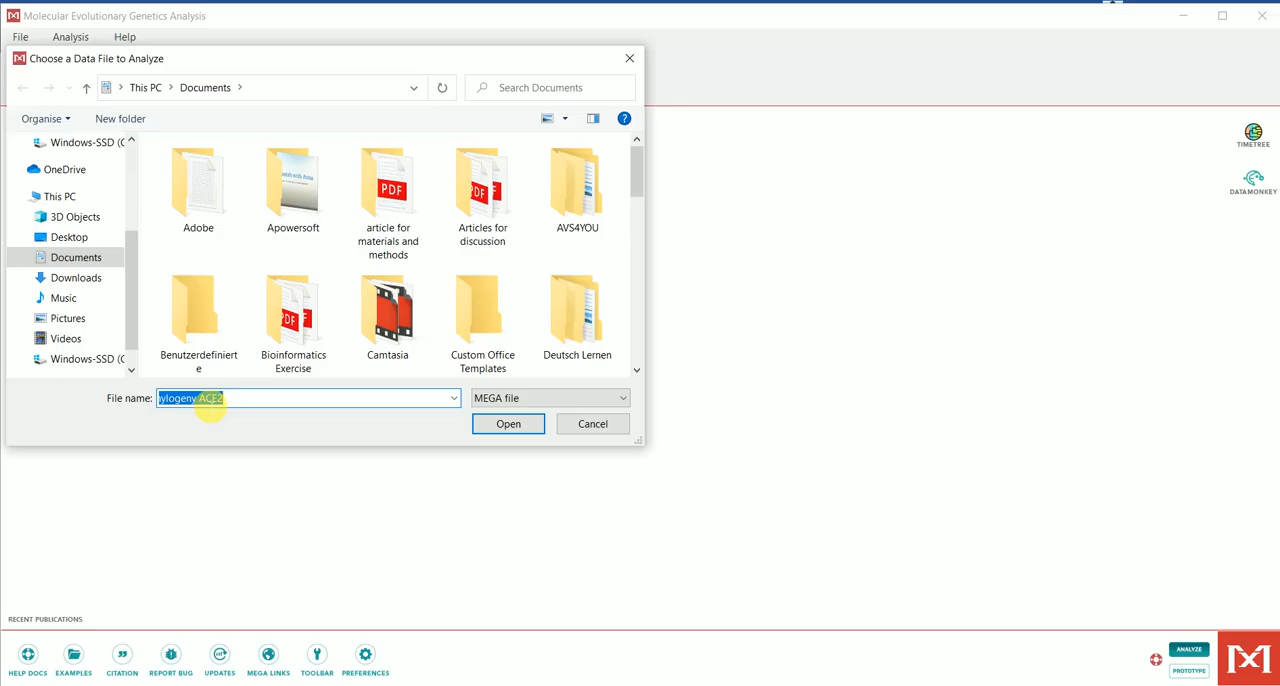 Molecular Evolutionary Genetics Analysis
File Analysis Help
Choose a Data File to Analyze
This PC > Documents >
Search Documents
Organise New folder
Windows-SSD (C
OneDrive
This PC
3D Objects
Desktop
Documents
Downloads
Music
Pictures
Videos
Windows-SSD (C
Adobe
Apowersoft
article for
materials and
methods
Articles for
discussion
AVS4YOU
Benutzerdefiniert
e
Bioinformatics
Exercise
Camtasia
Custom Office
Templates
Deutsch Lernen
PDF
PDF
PDF
File name: ylogeny ACE2
MEGA file
Open Cancel
TIMETREE
DATAMONKEY
RECENT PUBLICATIONS
HELP DOCS EXAMPLES CITATION REPORT BUG UPDATES MEGA LINKS TOOLBAR PREFERENCES
ANALYZE
PROTOTYPE